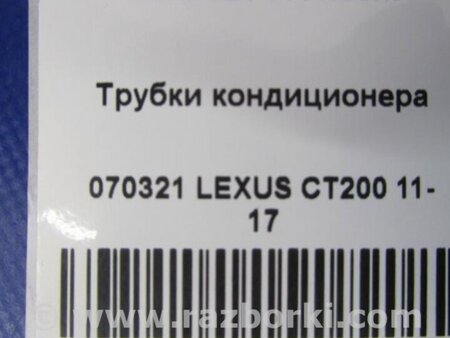 Трубки кондиционера
070321 LEXUS CT200 11-
17
© www.razborki.com